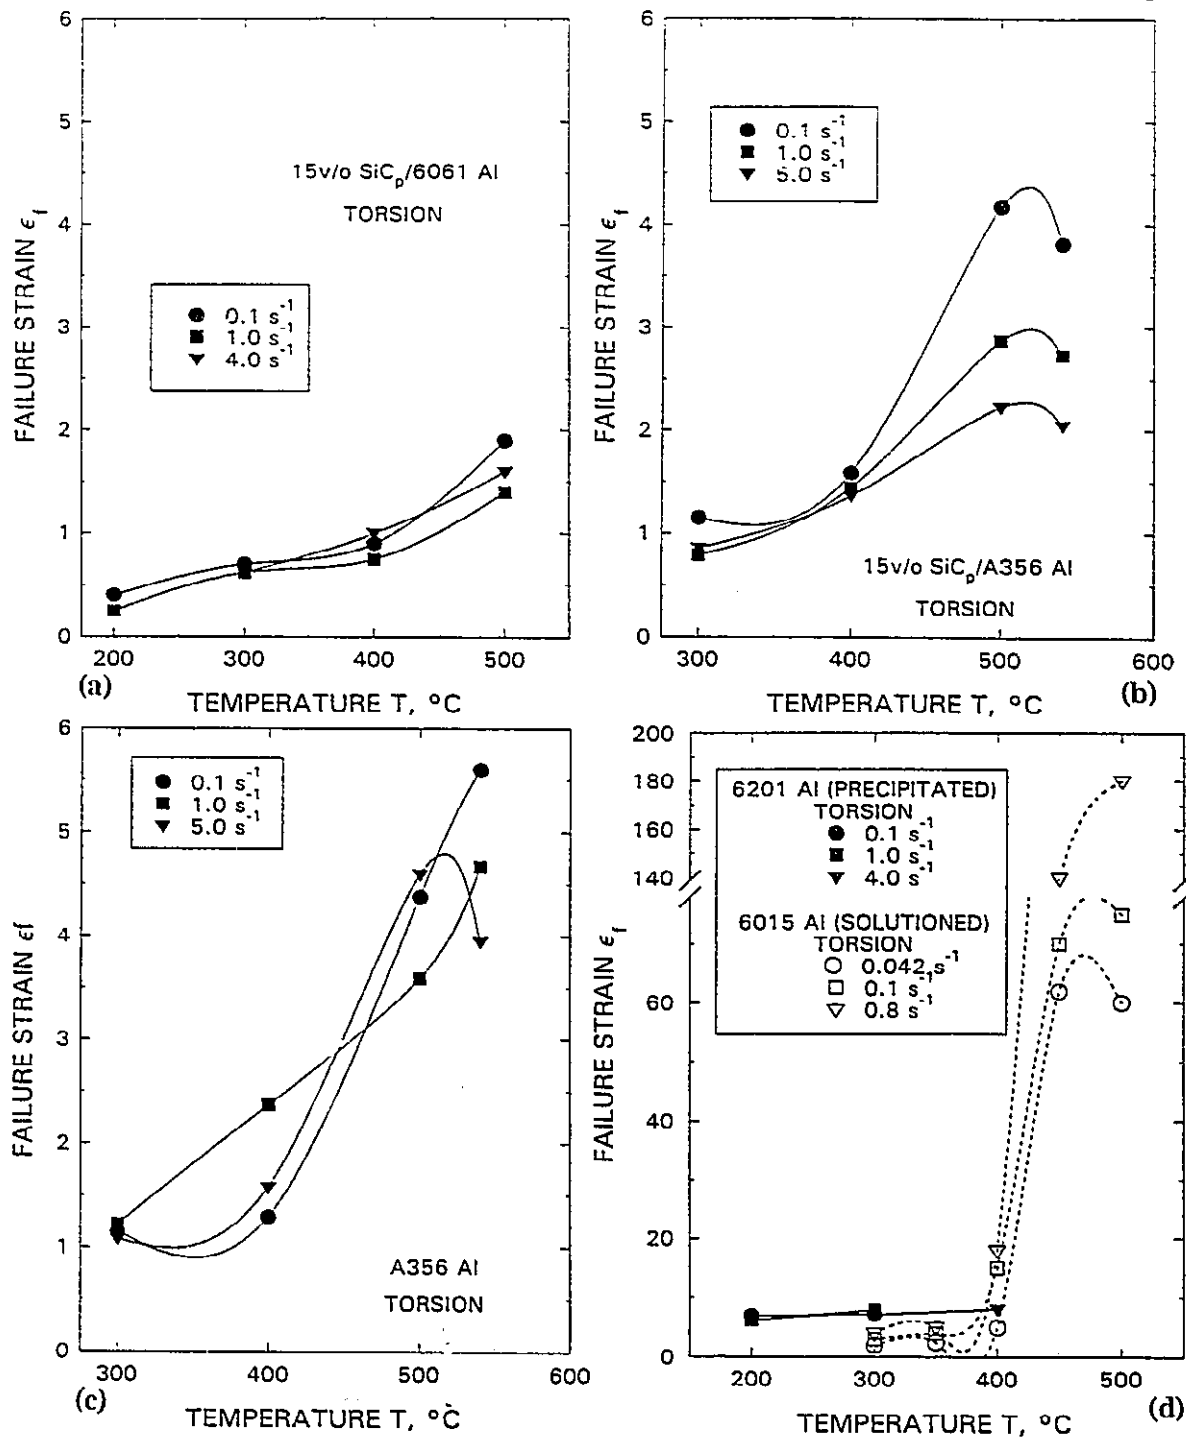 6
5
4
3
2
1
0
FAILURE STRAIN ϵf
15v/o SiCp/6061 Al
TORSION
0.1 s-1
1.0 s-1
4.0 s-1
200 300 400 500
(a)
TEMPERATURE T, °C
6
5
4
3
2
1
0
FAILURE STRAIN ϵf
0.1 s-1
1.0 s-1
5.0 s-1
15v/o SiCp/A356 Al
TORSION
300 400 500 600
TEMPERATURE T, °C
(b)
6
5
4
3
2
1
0
FAILURE STRAIN ϵf
0.1 s-1
1.0 s-1
5.0 s-1
A356 Al
TORSION
300 400 500 600
(c)
TEMPERATURE T, °C
200
180
160
140
60
40
20
0
FAILURE STRAIN ϵf
6201 Al (PRECIPITATED)
TORSION
0.1 s-1
1.0 s-1
4.0 s-1
6015 Al (SOLUTIONED)
TORSION
0.042 s-1
0.1 s-1
0.8 s-1
200 300 400 500
TEMPERATURE T, °C
(d)